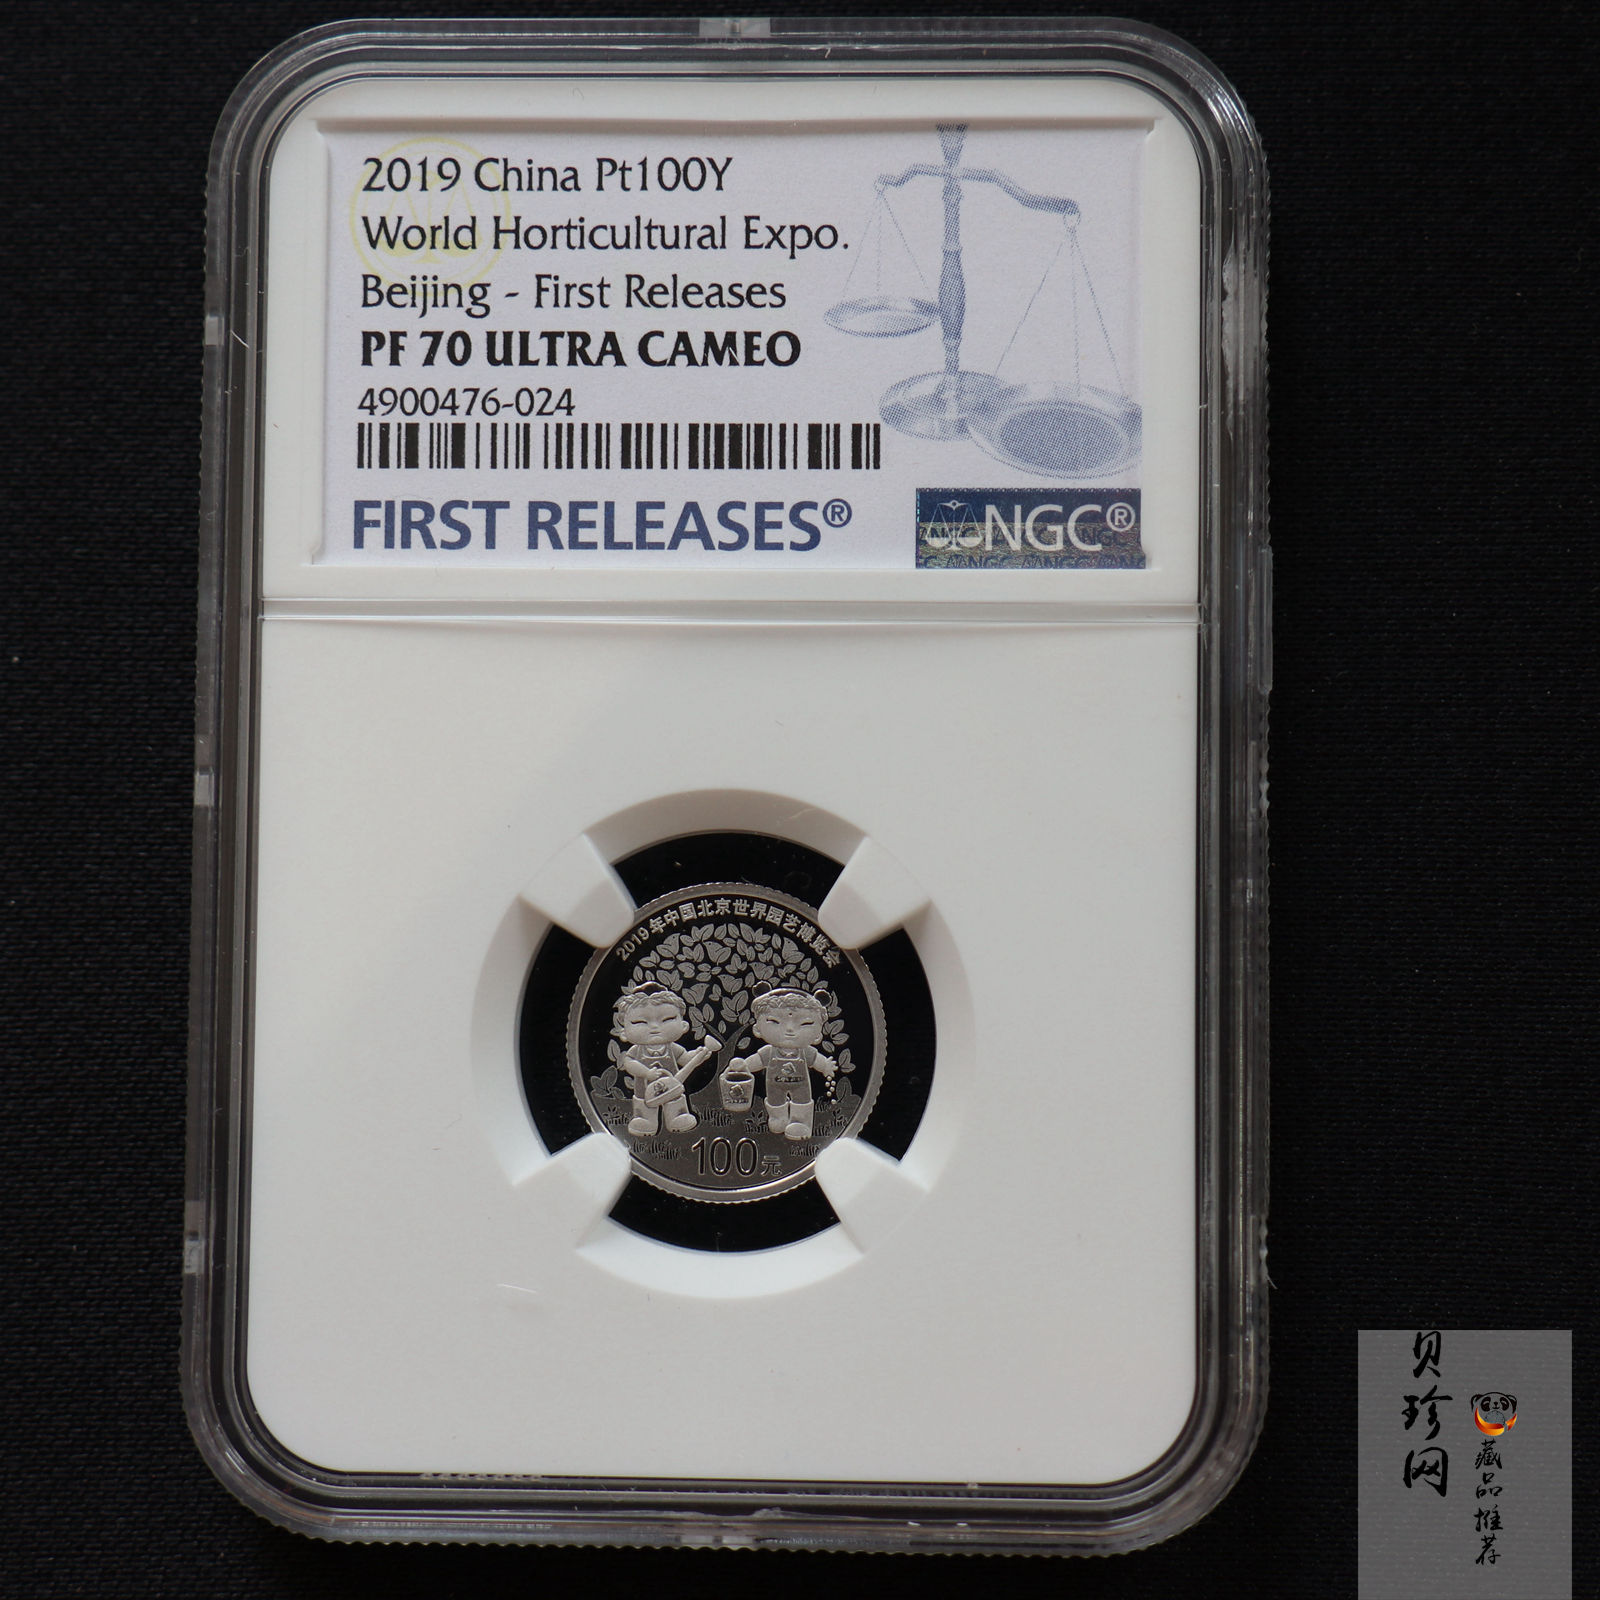 2019 China Pt100Y
World Horticultural Expo.
Beijing - First Releases
PF 70 ULTRA CAMEO
4900476-024
FIRST RELEASES®
NGC®
2019年中国北京世界园艺博览会
100元
贝珍网
藏品推荐